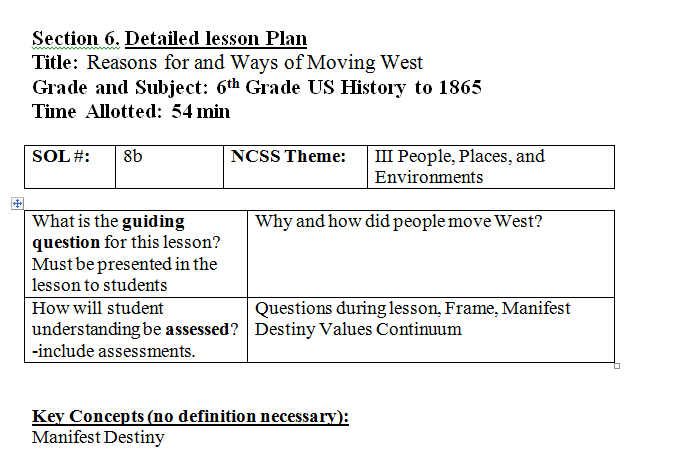 Section 6. Detailed lesson Plan
Title: Reasons for and Ways of Moving West
Grade and Subject: 6th Grade US History to 1865
Time Allotted: 54 min
SOL #: 8b NCSS Theme: III People, Places, and
Environments
What is the guiding
question for this lesson?
Must be presented in the
lesson to students
Why and how did people move West?
How will student
understanding be assessed?
-include assessments.
Questions during lesson, Frame, Manifest
Destiny Values Continuum
Key Concepts (no definition necessary):
Manifest Destiny